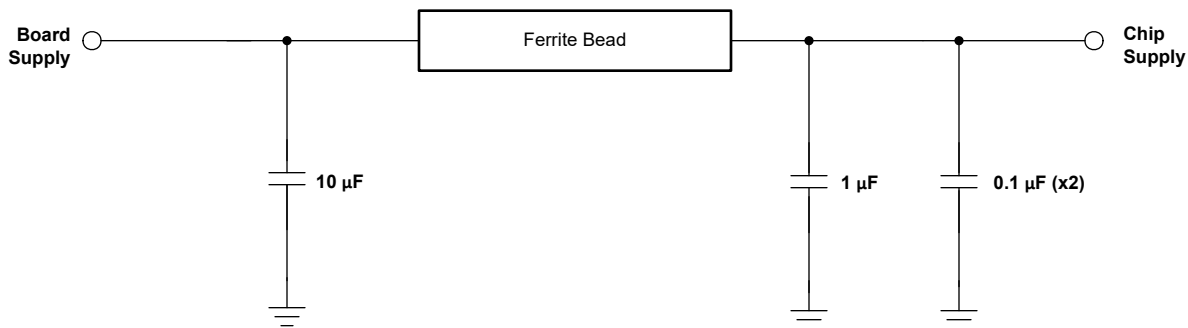 Board
Supply
Ferrite Bead
Chip
Supply
10 µF
1 µF
0.1 µF (x2)